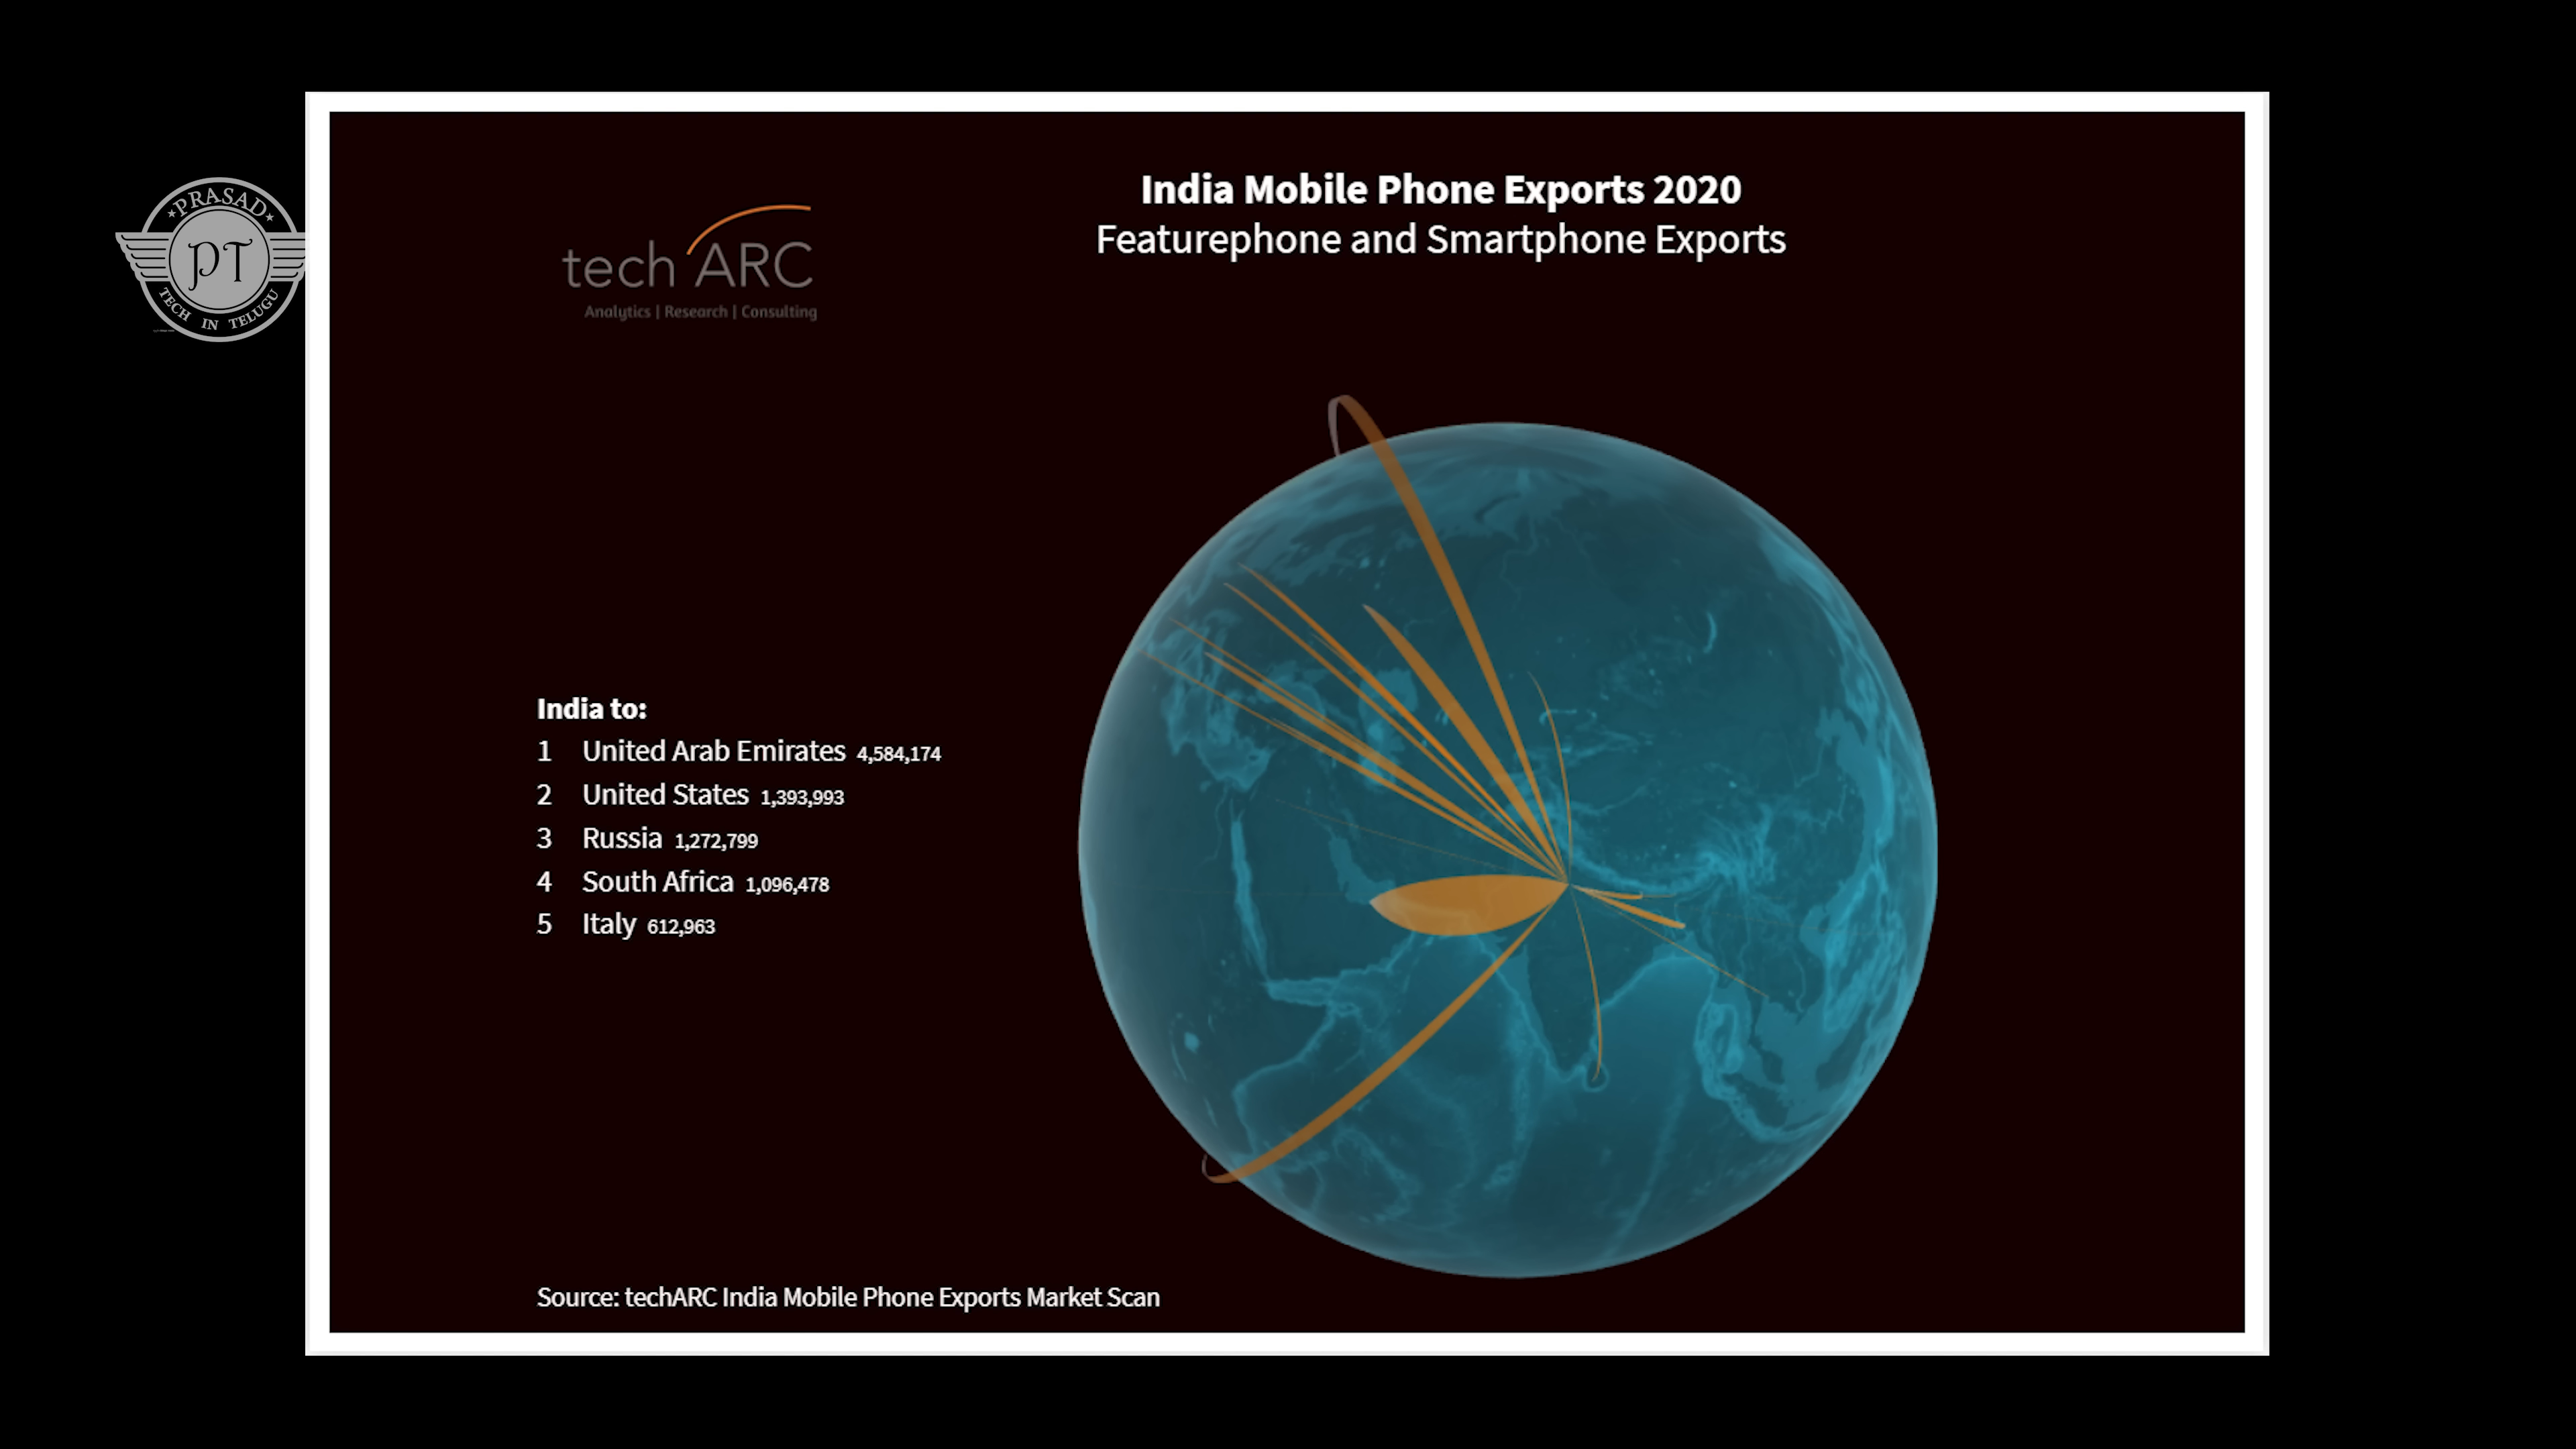 PRASAD
PT
TECH IN TELUGU
tech ARC
Analytics | Research | Consulting
India Mobile Phone Exports 2020
Featurephone and Smartphone Exports
India to:
1 United Arab Emirates 4,584,174
2 United States 1,393,993
3 Russia 1,272,799
4 South Africa 1,096,478
5 Italy 612,963
Source: techARC India Mobile Phone Exports Market Scan